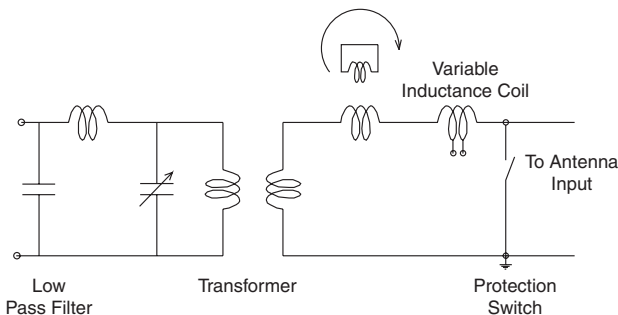 Variable
Inductance Coil
To Antenna
Input
Low
Pass Filter
Transformer
Protection
Switch